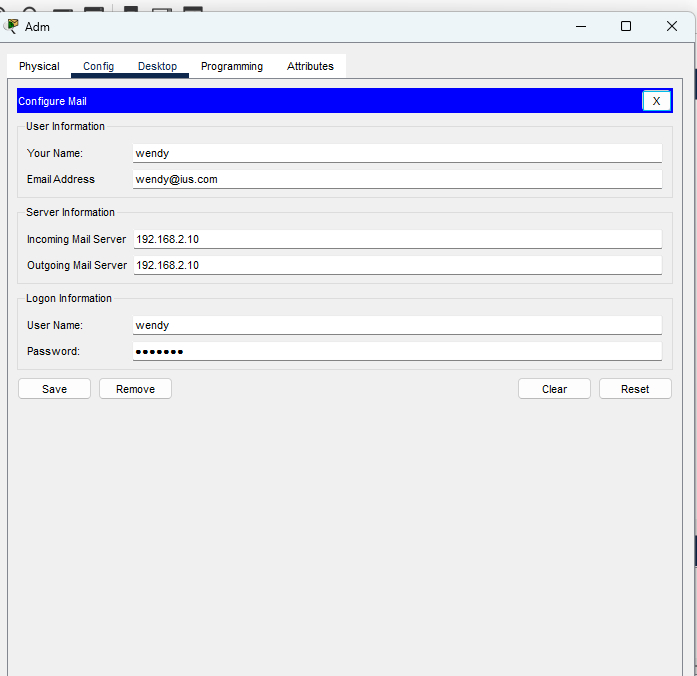 Adm
Physical Config Desktop Programming Attributes
Configure Mail X
User Information
Your Name: wendy
Email Address wendy@ius.com
Server Information
Incoming Mail Server 192.168.2.10
Outgoing Mail Server 192.168.2.10
Logon Information
User Name: wendy
Password: •••••••
Save Remove Clear Reset